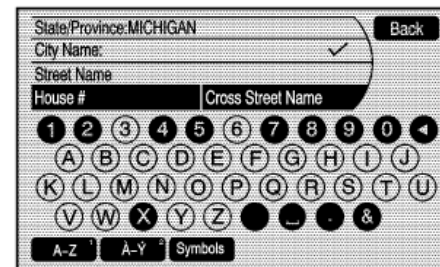 State/Province:MICHIGAN Back
City Name:
Street Name
House # Cross Street Name
1 2 3 4 5 6 7 8 9 0
A B C D E F G H I J
K L M N O P Q R S T U
V W X Y Z . &
A-Z 1 À-Ý 2 Symbols